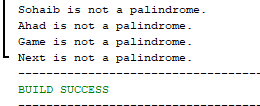 Sohaib is not a palindrome.
Ahad is not a palindrome.
Game is not a palindrome.
Next is not a palindrome.
------------------------------------
BUILD SUCCESS
------------------------------------